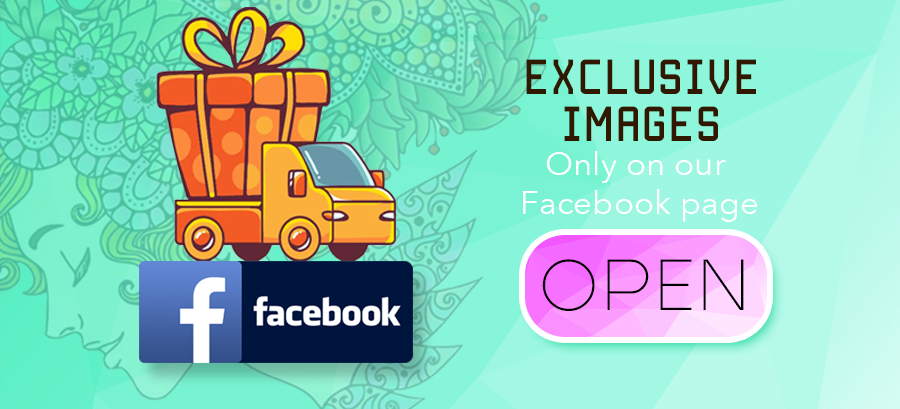 EXCLUSIVE
IMAGES
Only on our
Facebook page
OPEN
f facebook